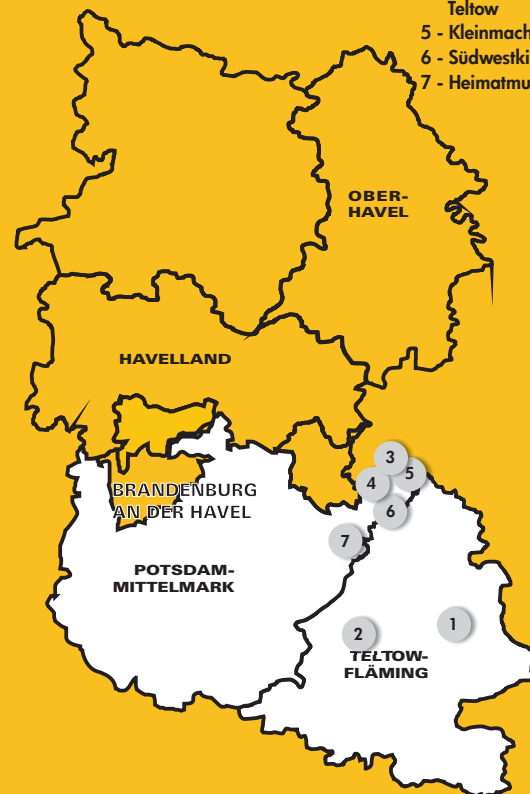 Teltow
5 - Kleinmach
6 - Südwestki
7 - Heimatmu
OBER-
HAVEL
HAVELLAND
3
5
4
BRANDENBURG
AN DER HAVEL
6
7
POTSDAM-
MITTELMARK
1
2
TELTOW-
FLÄMING